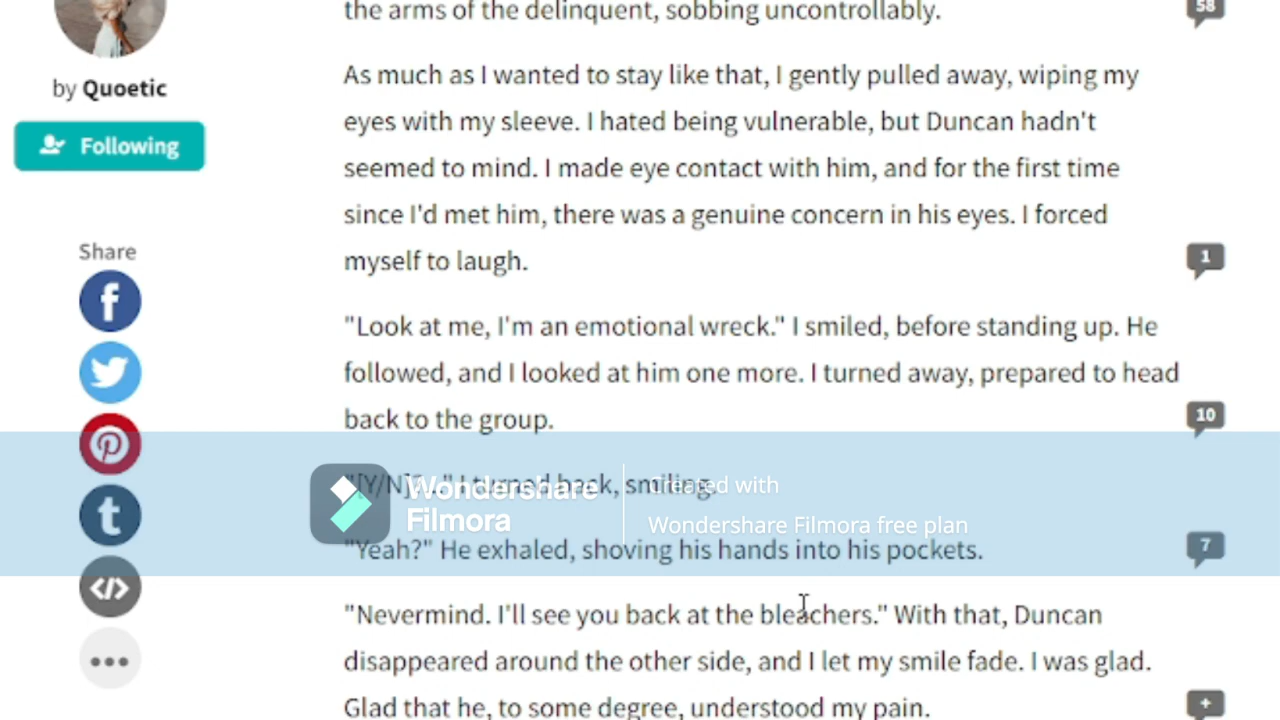 the arms of the delinquent, sobbing uncontrollably.
58
by Quoetic
Following
As much as I wanted to stay like that, I gently pulled away, wiping my
eyes with my sleeve. I hated being vulnerable, but Duncan hadn't
seemed to mind. I made eye contact with him, and for the first time
since I'd met him, there was a genuine concern in his eyes. I forced
myself to laugh.
1
Share
"Look at me, I'm an emotional wreck." I smiled, before standing up. He
followed, and I looked at him one more. I turned away, prepared to head
back to the group.
10
"[Y/N]..." I turned back, smiling.
Wondershare
Filmora
Created with
Wondershare Filmora free plan
"Yeah?" He exhaled, shoving his hands into his pockets.
7
"Nevermind. I'll see you back at the bleachers." With that, Duncan
disappeared around the other side, and I let my smile fade. I was glad.
Glad that he, to some degree, understood my pain.
+